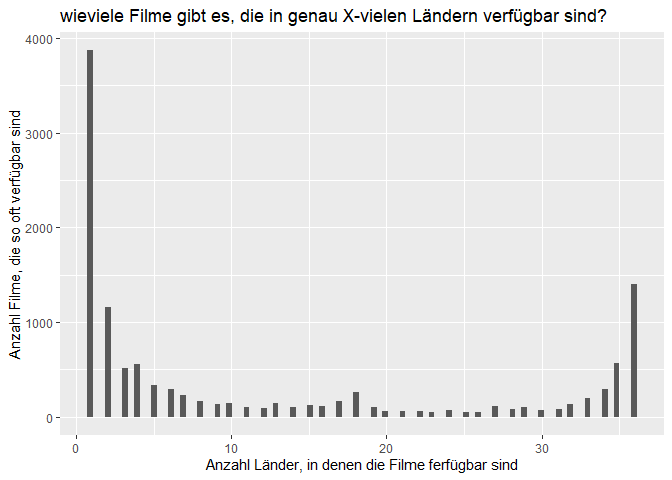 wieviele Filme gibt es, die in genau X-vielen Ländern verfügbar sind?
Anzahl Filme, die so oft verfügbar sind
4000
3000
2000
1000
0
0 10 20 30
Anzahl Länder, in denen die Filme ferfügbar sind